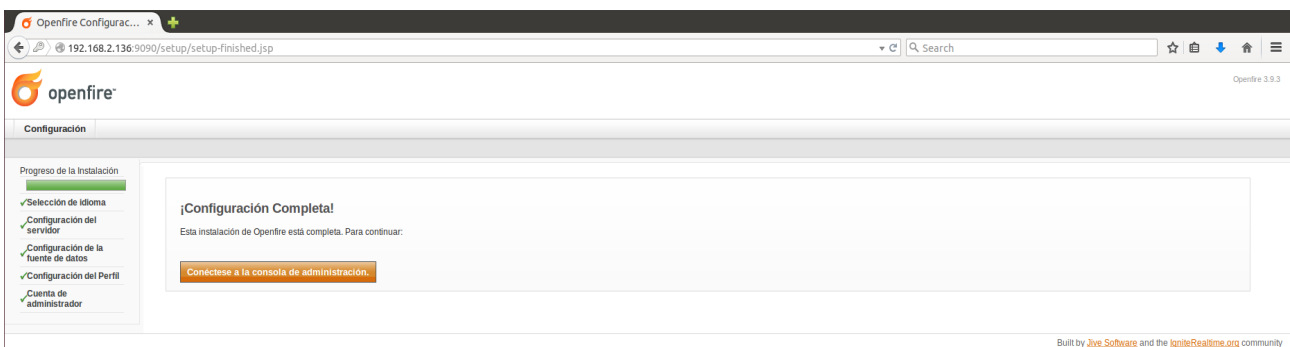 Openfire Configurac...
192.168.2.136:9090/setup/setup-finished.jsp
Search
openfire™
Openfire 3.9.3
Configuración
Progreso de la Instalación
Selección de idioma
Configuración del
servidor
Configuración de la
fuente de datos
Configuración del Perfil
Cuenta de
administrador
¡Configuración Completa!
Esta instalación de Openfire está completa. Para continuar:
Conéctese a la consola de administración.
Built by Jive Software and the IgniteRealtime.org community